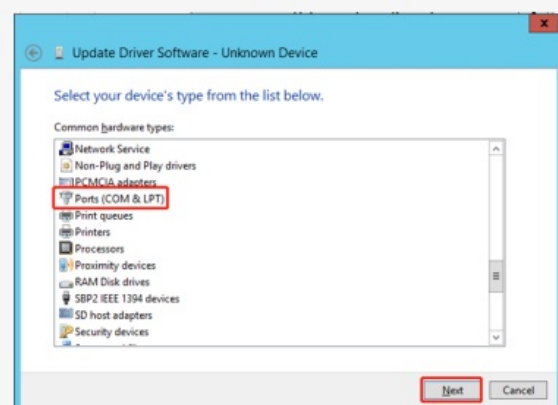 Update Driver Software - Unknown Device
Select your device's type from the list below.
Common hardware types:
Network Service
Non-Plug and Play drivers
PCMCIA adapters
Ports (COM & LPT)
Print queues
Printers
Processors
Proximity devices
RAM Disk drives
SBP2 IEEE 1394 devices
SD host adapters
Security devices
Next Cancel